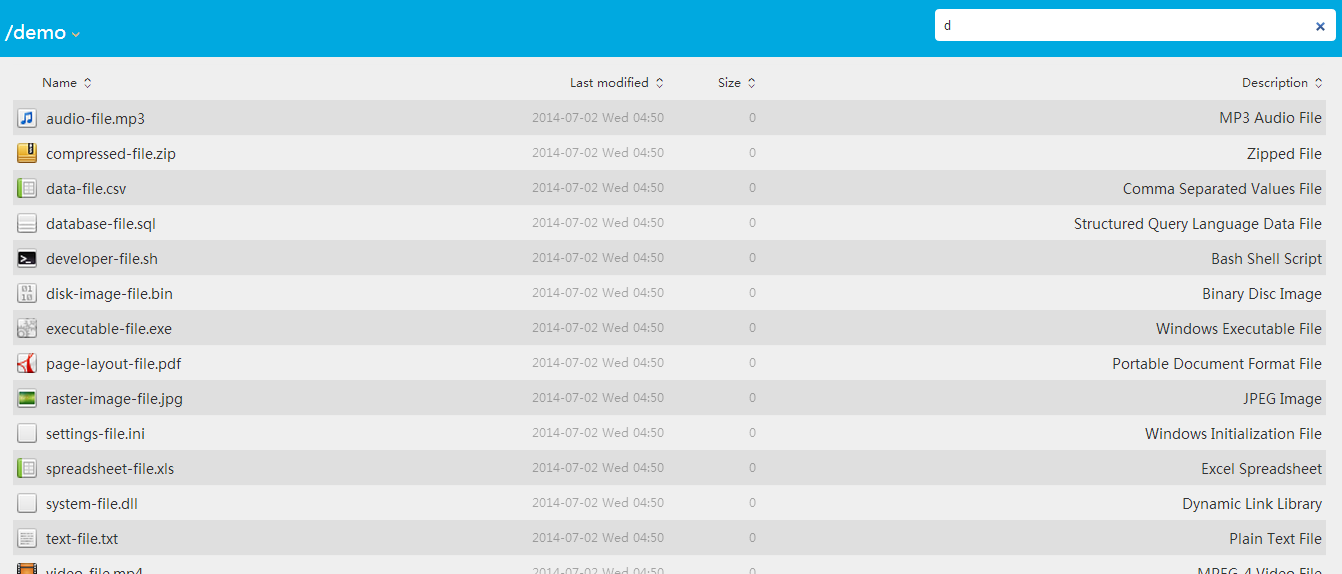 /demo
d
Name Last modified Size Description
audio-file.mp3 2014-07-02 Wed 04:50 0 MP3 Audio File
compressed-file.zip 2014-07-02 Wed 04:50 0 Zipped File
data-file.csv 2014-07-02 Wed 04:50 0 Comma Separated Values File
database-file.sql 2014-07-02 Wed 04:50 0 Structured Query Language Data File
developer-file.sh 2014-07-02 Wed 04:50 0 Bash Shell Script
disk-image-file.bin 2014-07-02 Wed 04:50 0 Binary Disc Image
executable-file.exe 2014-07-02 Wed 04:50 0 Windows Executable File
page-layout-file.pdf 2014-07-02 Wed 04:50 0 Portable Document Format File
raster-image-file.jpg 2014-07-02 Wed 04:50 0 JPEG Image
settings-file.ini 2014-07-02 Wed 04:50 0 Windows Initialization File
spreadsheet-file.xls 2014-07-02 Wed 04:50 0 Excel Spreadsheet
system-file.dll 2014-07-02 Wed 04:50 0 Dynamic Link Library
text-file.txt 2014-07-02 Wed 04:50 0 Plain Text File
video-file.mp4 2014-07-02 Wed 04:50 0 MPEG-4 Video File